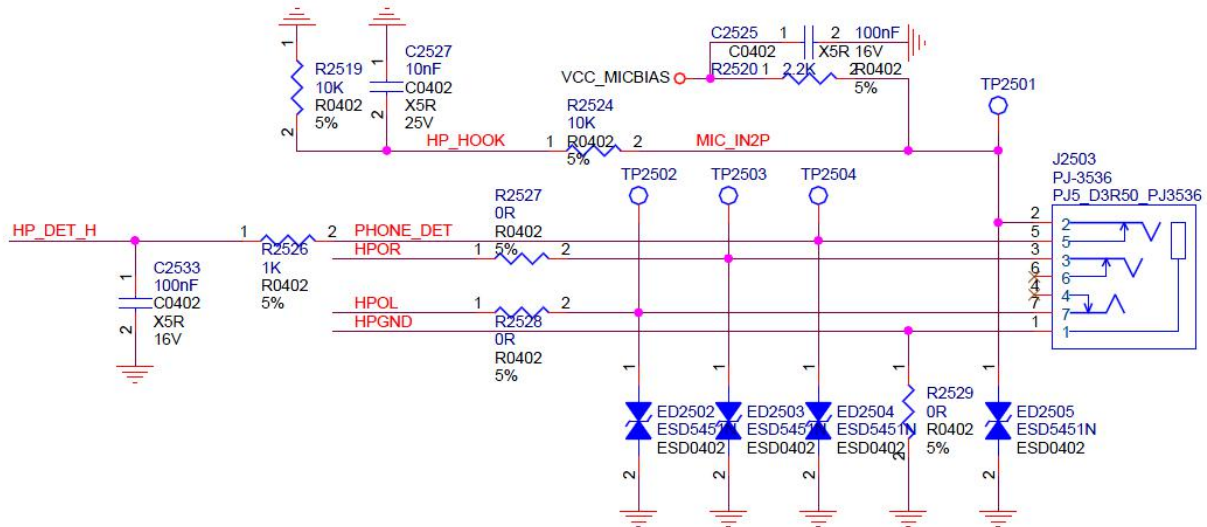 C2525 1 2 100nF
C0402 X5R 16V
R2520 1 2.2K 2 R0402
5%
VCC_MICBIAS
TP2501
1
R2519
10K
R0402
5%
2
1
C2527
10nF
C0402
X5R
25V
2
R2524
10K
R0402
5%
HP_HOOK 1 2 MIC_IN2P
TP2502 TP2503 TP2504
J2503
PJ-3536
PJ5_D3R50_PJ3536
R2527
0R
R0402
5%
HP_DET_H 1 2 PHONE_DET
R2526
1K
R0402
5%
HPOR 1 2
1
C2533
100nF
C0402
X5R
16V
2
HPOL 1 2
HPGND
R2528
0R
R0402
5%
2 2
5 5
3 3
6 6
4 4
7 7
1 1
1
ED2502
ESD5451N
ESD0402
2
1
ED2503
ESD5451N
ESD0402
2
1
ED2504
ESD5451N
ESD0402
2
1
R2529
0R
R0402
5%
2
1
ED2505
ESD5451N
ESD0402
2